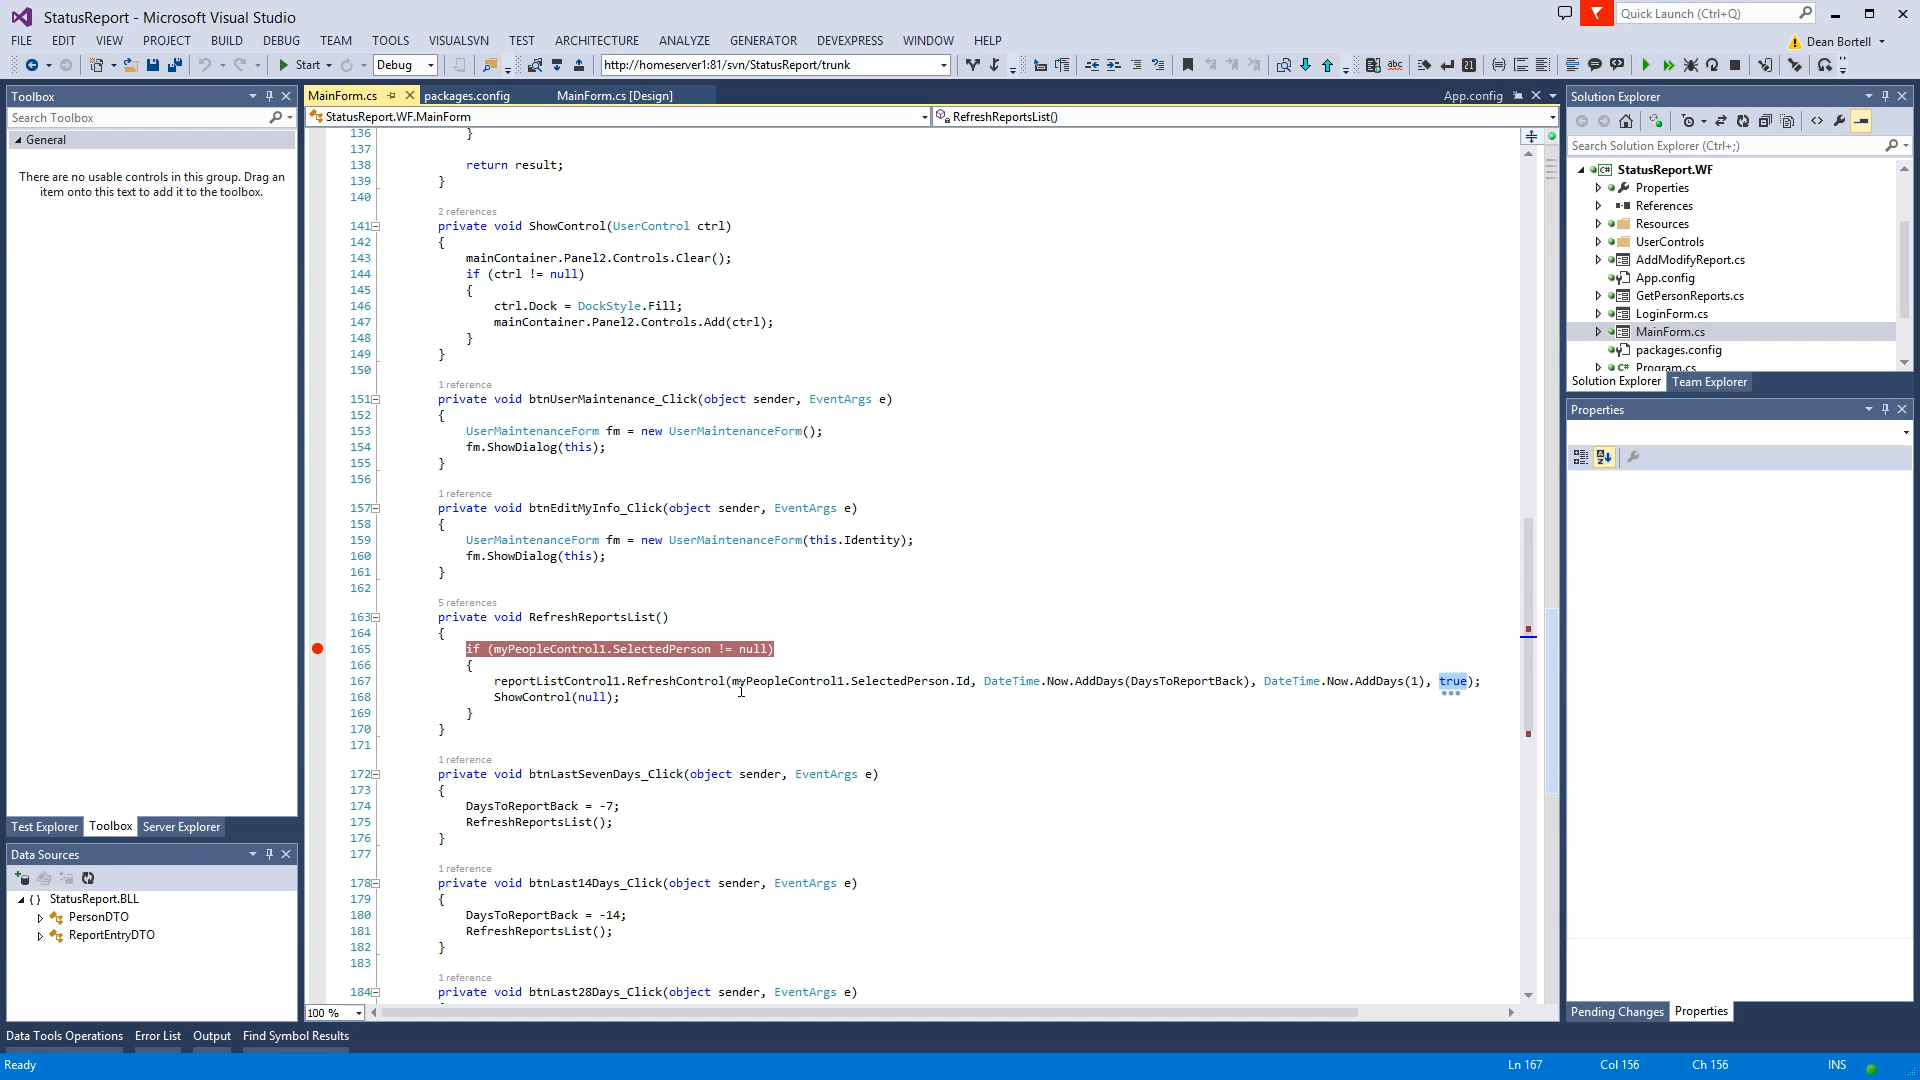 StatusReport - Microsoft Visual Studio
Quick Launch (Ctrl+Q)
FILE EDIT VIEW PROJECT BUILD DEBUG TEAM TOOLS VISUALSVN TEST ARCHITECTURE ANALYZE GENERATOR DEVEXPRESS WINDOW HELP
Dean Bortell
Start Debug http://homeserver1:81/svn/StatusReport/trunk
Toolbox
Search Toolbox
General
There are no usable controls in this group. Drag an
item onto this text to add it to the toolbox.
Test Explorer Toolbox Server Explorer
Data Sources
StatusReport.BLL
PersonDTO
ReportEntryDTO
MainForm.cs packages.config MainForm.cs [Design] App.config
StatusReport.WF.MainForm RefreshReportsList()
136 }
137
138 return result;
139 }
140
2 references
141 private void ShowControl(UserControl ctrl)
142 {
143 mainContainer.Panel2.Controls.Clear();
144 if (ctrl != null)
145 {
146 ctrl.Dock = DockStyle.Fill;
147 mainContainer.Panel2.Controls.Add(ctrl);
148 }
149 }
150
1 reference
151 private void btnUserMaintenance_Click(object sender, EventArgs e)
152 {
153 UserMaintenanceForm fm = new UserMaintenanceForm();
154 fm.ShowDialog(this);
155 }
156
1 reference
157 private void btnEditMyInfo_Click(object sender, EventArgs e)
158 {
159 UserMaintenanceForm fm = new UserMaintenanceForm(this.Identity);
160 fm.ShowDialog(this);
161 }
162
5 references
163 private void RefreshReportsList()
164 {
165 if (myPeopleControl1.SelectedPerson != null)
166 {
167 reportListControl1.RefreshControl(myPeopleControl1.SelectedPerson.Id, DateTime.Now.AddDays(DaysToReportBack), DateTime.Now.AddDays(1), true);
168 ShowControl(null);
169 }
170 }
171
1 reference
172 private void btnLastSevenDays_Click(object sender, EventArgs e)
173 {
174 DaysToReportBack = -7;
175 RefreshReportsList();
176 }
177
1 reference
178 private void btnLast14Days_Click(object sender, EventArgs e)
179 {
180 DaysToReportBack = -14;
181 RefreshReportsList();
182 }
183
1 reference
184 private void btnLast28Days_Click(object sender, EventArgs e)
100 %
Solution Explorer
Search Solution Explorer (Ctrl+;)
StatusReport.WF
Properties
References
Resources
UserControls
AddModifyReport.cs
App.config
GetPersonReports.cs
LoginForm.cs
MainForm.cs
packages.config
Program.cs
Solution Explorer Team Explorer
Properties
Pending Changes Properties
Data Tools Operations Error List Output Find Symbol Results
Ready Ln 167 Col 156 Ch 156 INS